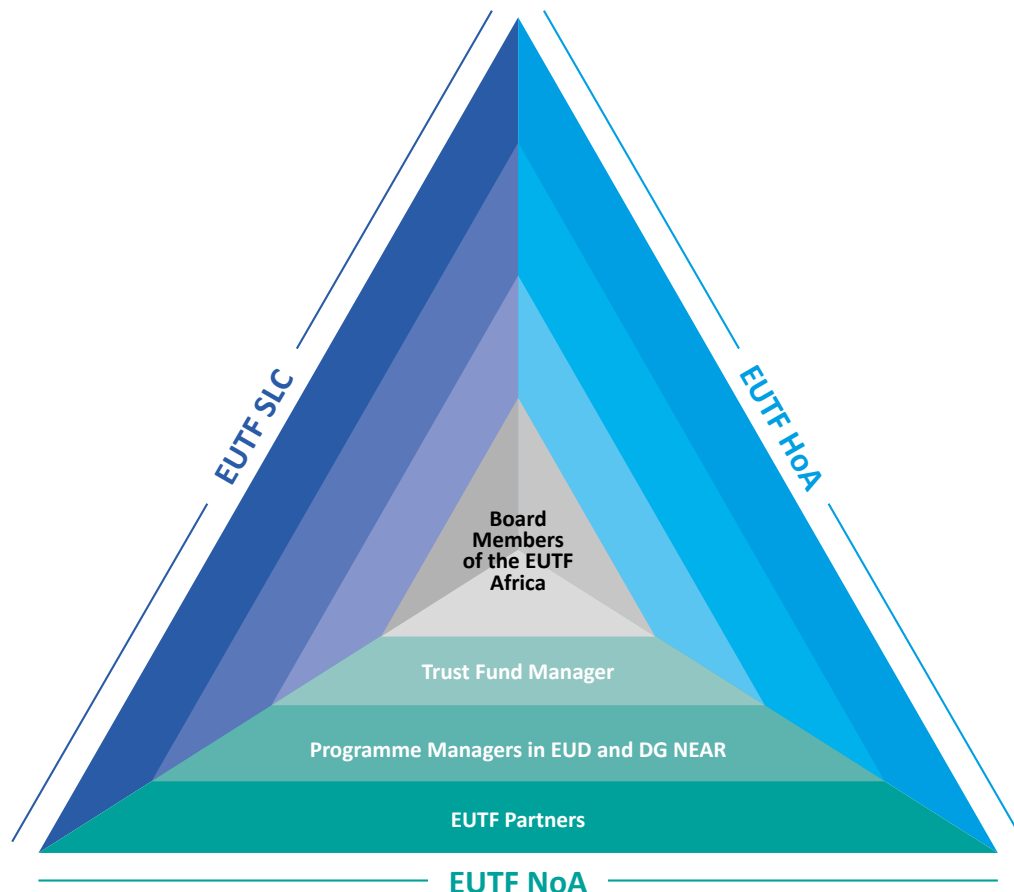 EUTF SLC
EUTF HoA
Board
Members
of the EUTF
Africa
Trust Fund Manager
Programme Managers in EUD and DG NEAR
EUTF Partners
EUTF NoA